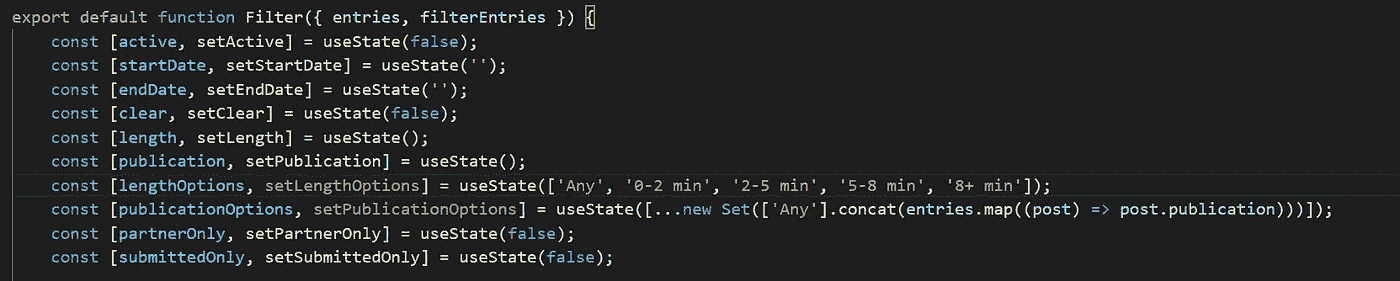 export default function Filter({ entries, filterEntries }) {
const [active, setActive] = useState(false);
const [startDate, setStartDate] = useState('');
const [endDate, setEndDate] = useState('');
const [clear, setClear] = useState(false);
const [length, setLength] = useState();
const [publication, setPublication] = useState();
const [lengthOptions, setLengthOptions] = useState(['Any', '0-2 min', '2-5 min', '5-8 min', '8+ min']);
const [publicationOptions, setPublicationOptions] = useState([...new Set(['Any'].concat(entries.map((post) => post.publication)))]);
const [partnerOnly, setPartnerOnly] = useState(false);
const [submittedOnly, setSubmittedOnly] = useState(false);